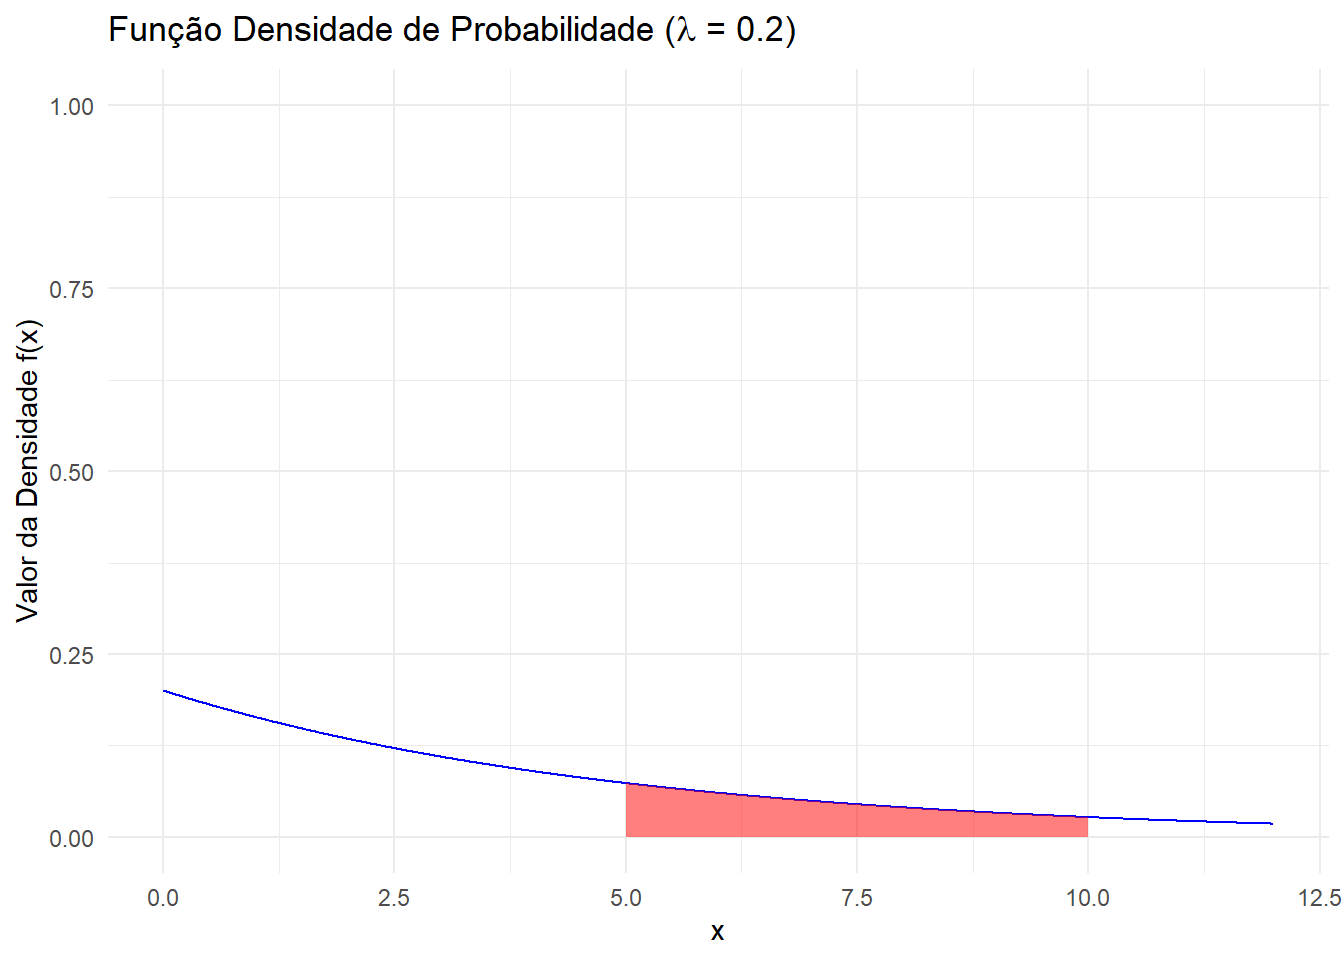 Função Densidade de Probabilidade (λ = 0.2)
1.00
0.75
0.50
0.25
0.00
Valor da Densidade f(x)
0.0 2.5 5.0 7.5 10.0 12.5
x